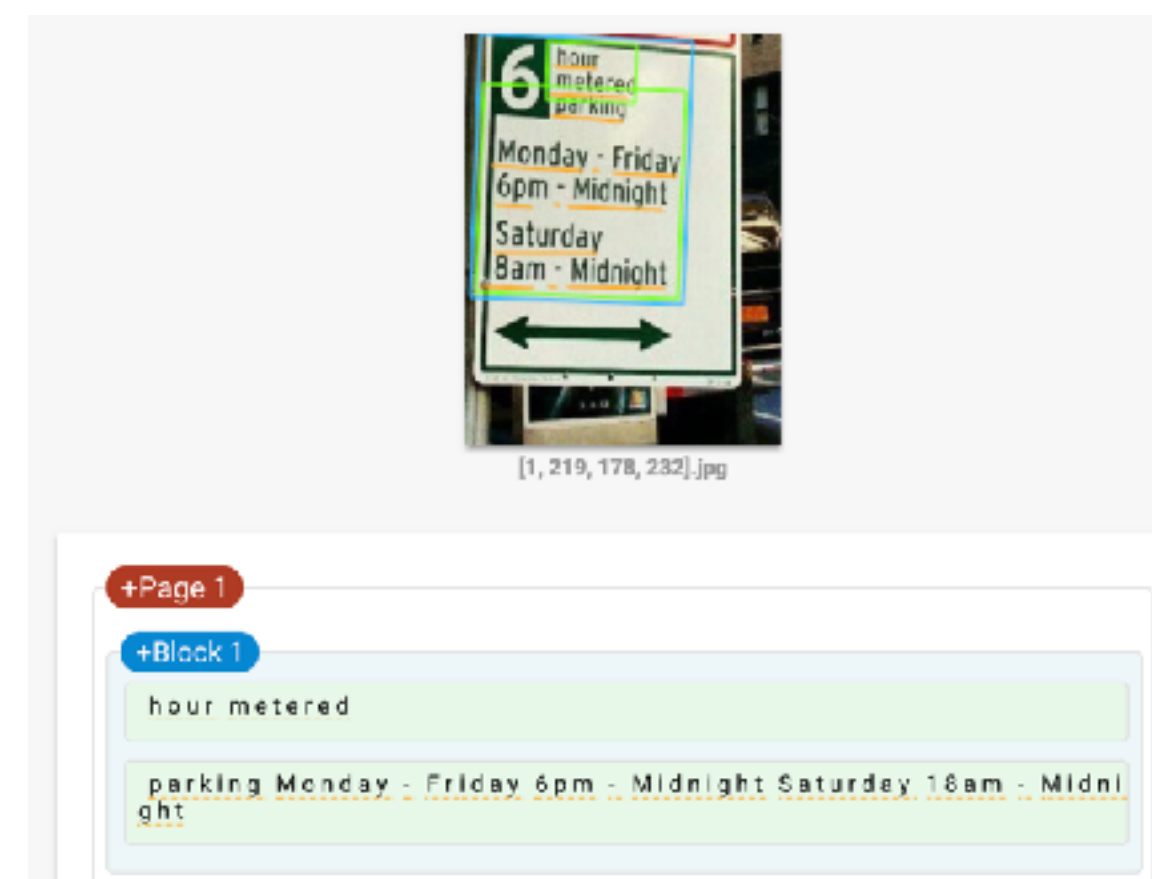 6 hour
metered
parking
Monday - Friday
6pm - Midnight
Saturday
8am - Midnight
[1, 219, 178, 232].jpg
+Page 1
+Block 1
hour metered
parking Monday - Friday 6pm - Midnight Saturday 18am - Midni
ght